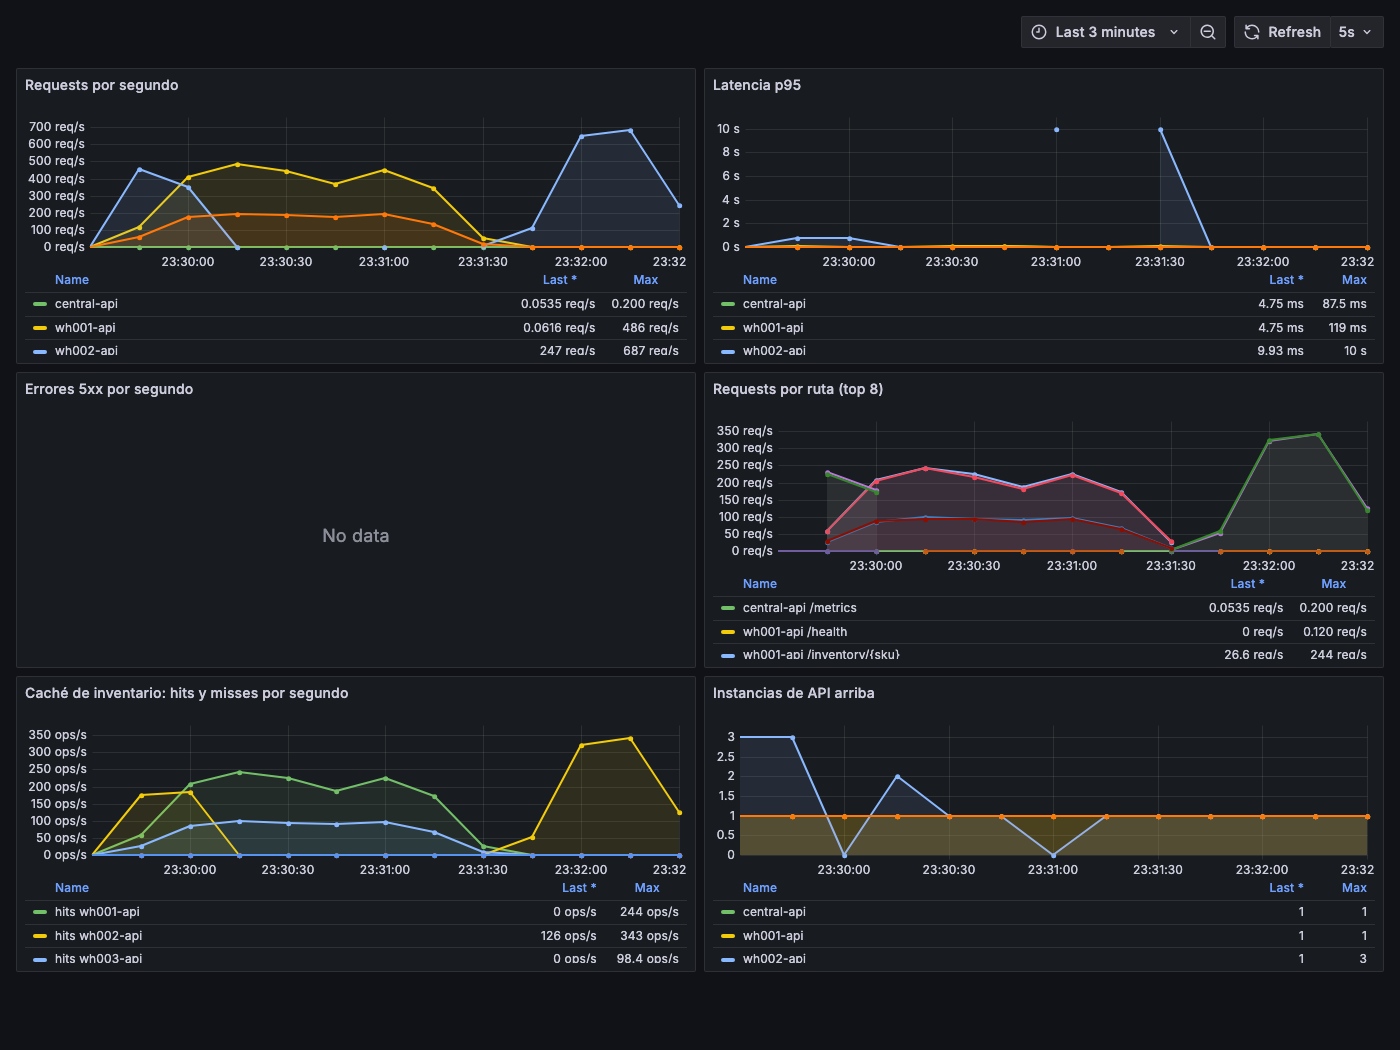 Last 3 minutes
Refresh 5s
Requests por segundo
700 req/s
600 req/s
500 req/s
400 req/s
300 req/s
200 req/s
100 req/s
0 req/s
23:30:00 23:30:30 23:31:00 23:31:30 23:32:00 23:32
Name Last * Max
central-api 0.0535 req/s 0.200 req/s
wh001-api 0.0616 req/s 486 req/s
wh002-api 247 req/s 687 req/s
Latencia p95
10 s
8 s
6 s
4 s
2 s
0 s
23:30:00 23:30:30 23:31:00 23:31:30 23:32:00 23:32
Name Last * Max
central-api 4.75 ms 87.5 ms
wh001-api 4.75 ms 119 ms
wh002-api 9.93 ms 10 s
Errores 5xx por segundo
No data
Requests por ruta (top 8)
350 req/s
300 req/s
250 req/s
200 req/s
150 req/s
100 req/s
50 req/s
0 req/s
23:30:00 23:30:30 23:31:00 23:31:30 23:32:00 23:32
Name Last * Max
central-api /metrics 0.0535 req/s 0.200 req/s
wh001-api /health 0 req/s 0.120 req/s
wh001-api /inventory/{sku} 26.6 req/s 244 req/s
Caché de inventario: hits y misses por segundo
350 ops/s
300 ops/s
250 ops/s
200 ops/s
150 ops/s
100 ops/s
50 ops/s
0 ops/s
23:30:00 23:30:30 23:31:00 23:31:30 23:32:00 23:32
Name Last * Max
hits wh001-api 0 ops/s 244 ops/s
hits wh002-api 126 ops/s 343 ops/s
hits wh003-api 0 ops/s 98.4 ops/s
Instancias de API arriba
3
2.5
2
1.5
1
0.5
0
23:30:00 23:30:30 23:31:00 23:31:30 23:32:00 23:32
Name Last * Max
central-api 1 1
wh001-api 1 1
wh002-api 1 3